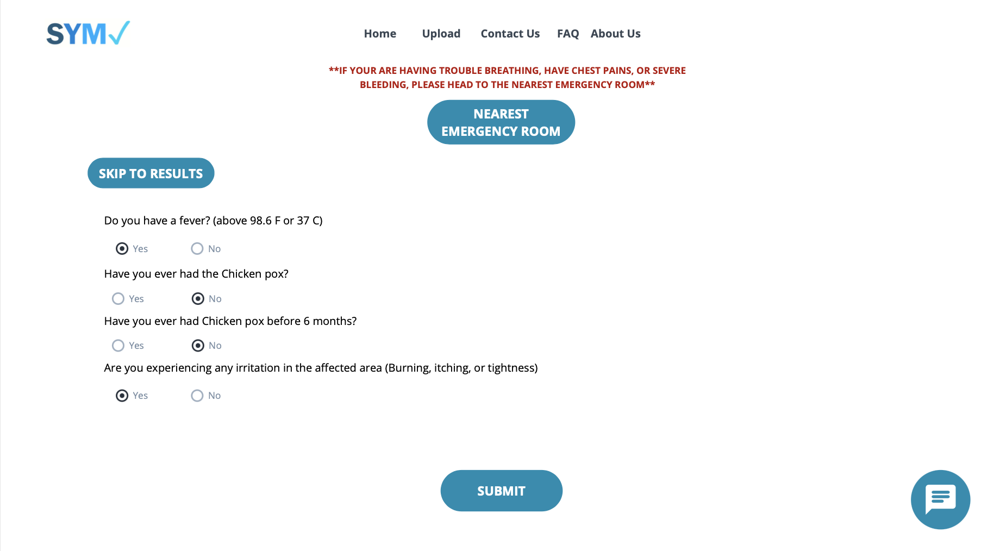 SYM
Home Upload Contact Us FAQ About Us
**IF YOUR ARE HAVING TROUBLE BREATHING, HAVE CHEST PAINS, OR SEVERE
BLEEDING, PLEASE HEAD TO THE NEAREST EMERGENCY ROOM**
NEAREST
EMERGENCY ROOM
SKIP TO RESULTS
Do you have a fever? (above 98.6 F or 37 C)
Yes No
Have you ever had the Chicken pox?
Yes No
Have you ever had Chicken pox before 6 months?
Yes No
Are you experiencing any irritation in the affected area (Burning, itching, or tightness)
Yes No
SUBMIT